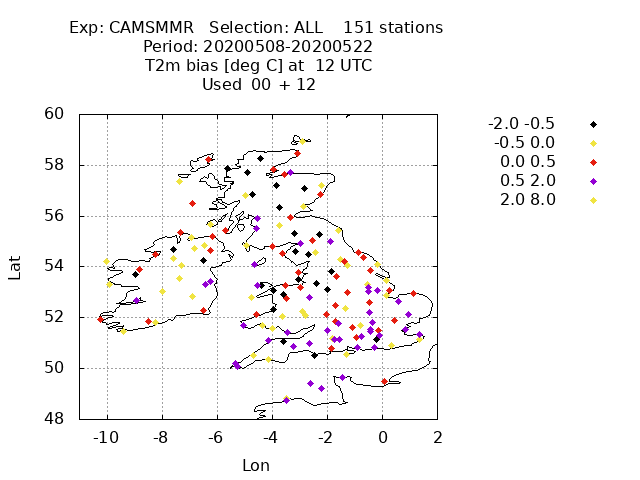 Exp: CAMSMMR Selection: ALL 151 stations
Period: 20200508-20200522
T2m bias [deg C] at 12 UTC
Used 00 + 12
-2.0 -0.5
-0.5 0.0
0.0 0.5
0.5 2.0
2.0 8.0
60
58
56
54
52
50
48
Lat
-10 -8 -6 -4 -2 0 2
Lon